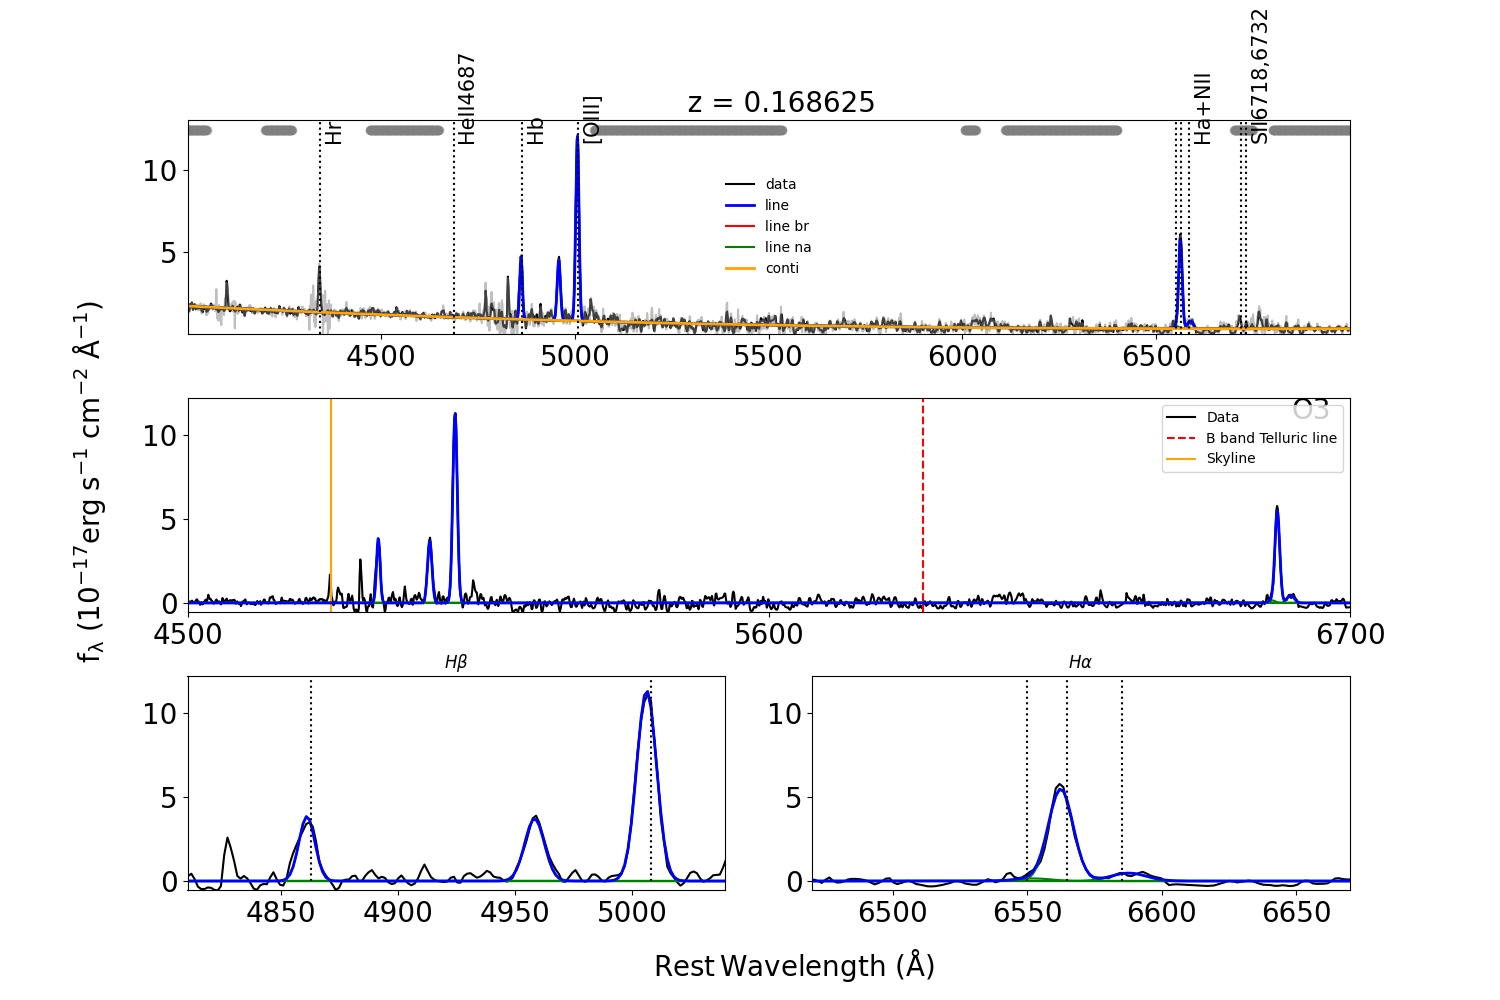 z = 0.168625
Hr
HeII4687
Hb
[OIII]
Ha+NII
SII6718,6732
10
5
data
line
line br
line na
conti
4500 5000 5500 6000 6500
f_λ (10⁻¹⁷erg s⁻¹ cm⁻² Å⁻¹)
O3
10
5
0
Data
B band Telluric line
Skyline
4500 5600 6700
Hβ
10
5
0
4850 4900 4950 5000
Hα
10
5
0
6500 6550 6600 6650
Rest Wavelength (Å)